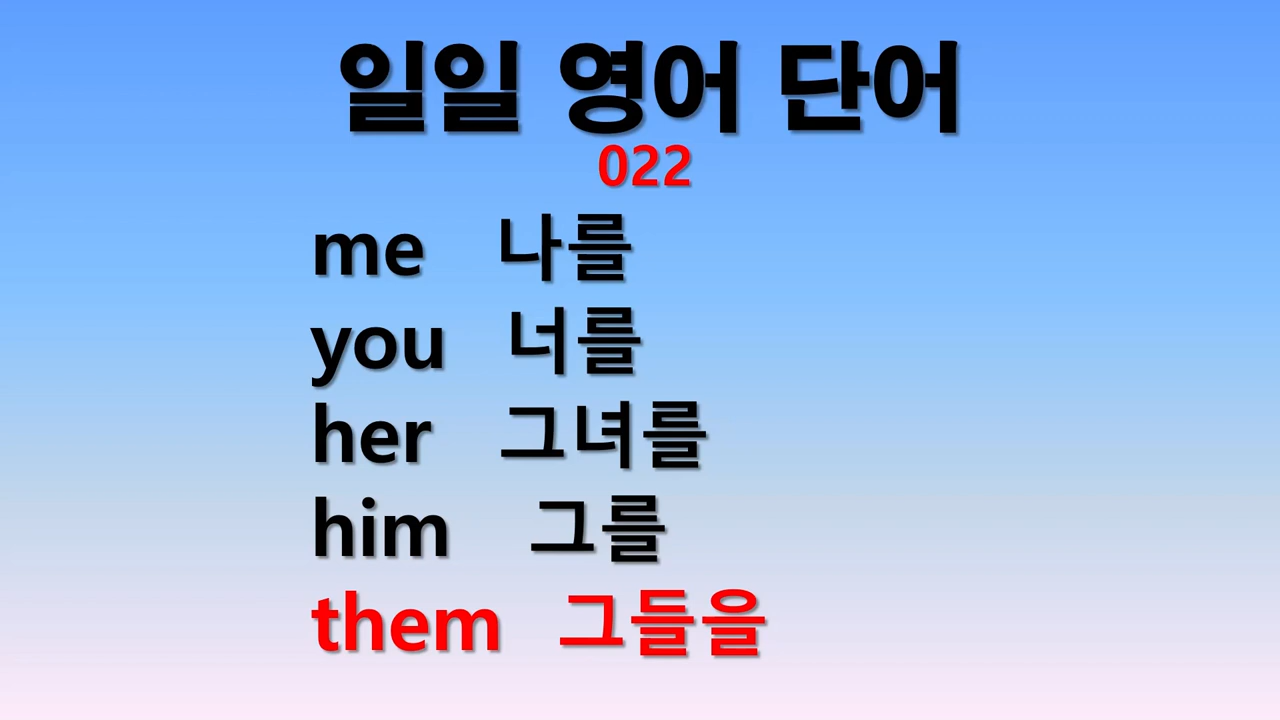 일일 영어 단어
022
me 나를
you 너를
her 그녀를
him 그를
them 그들을